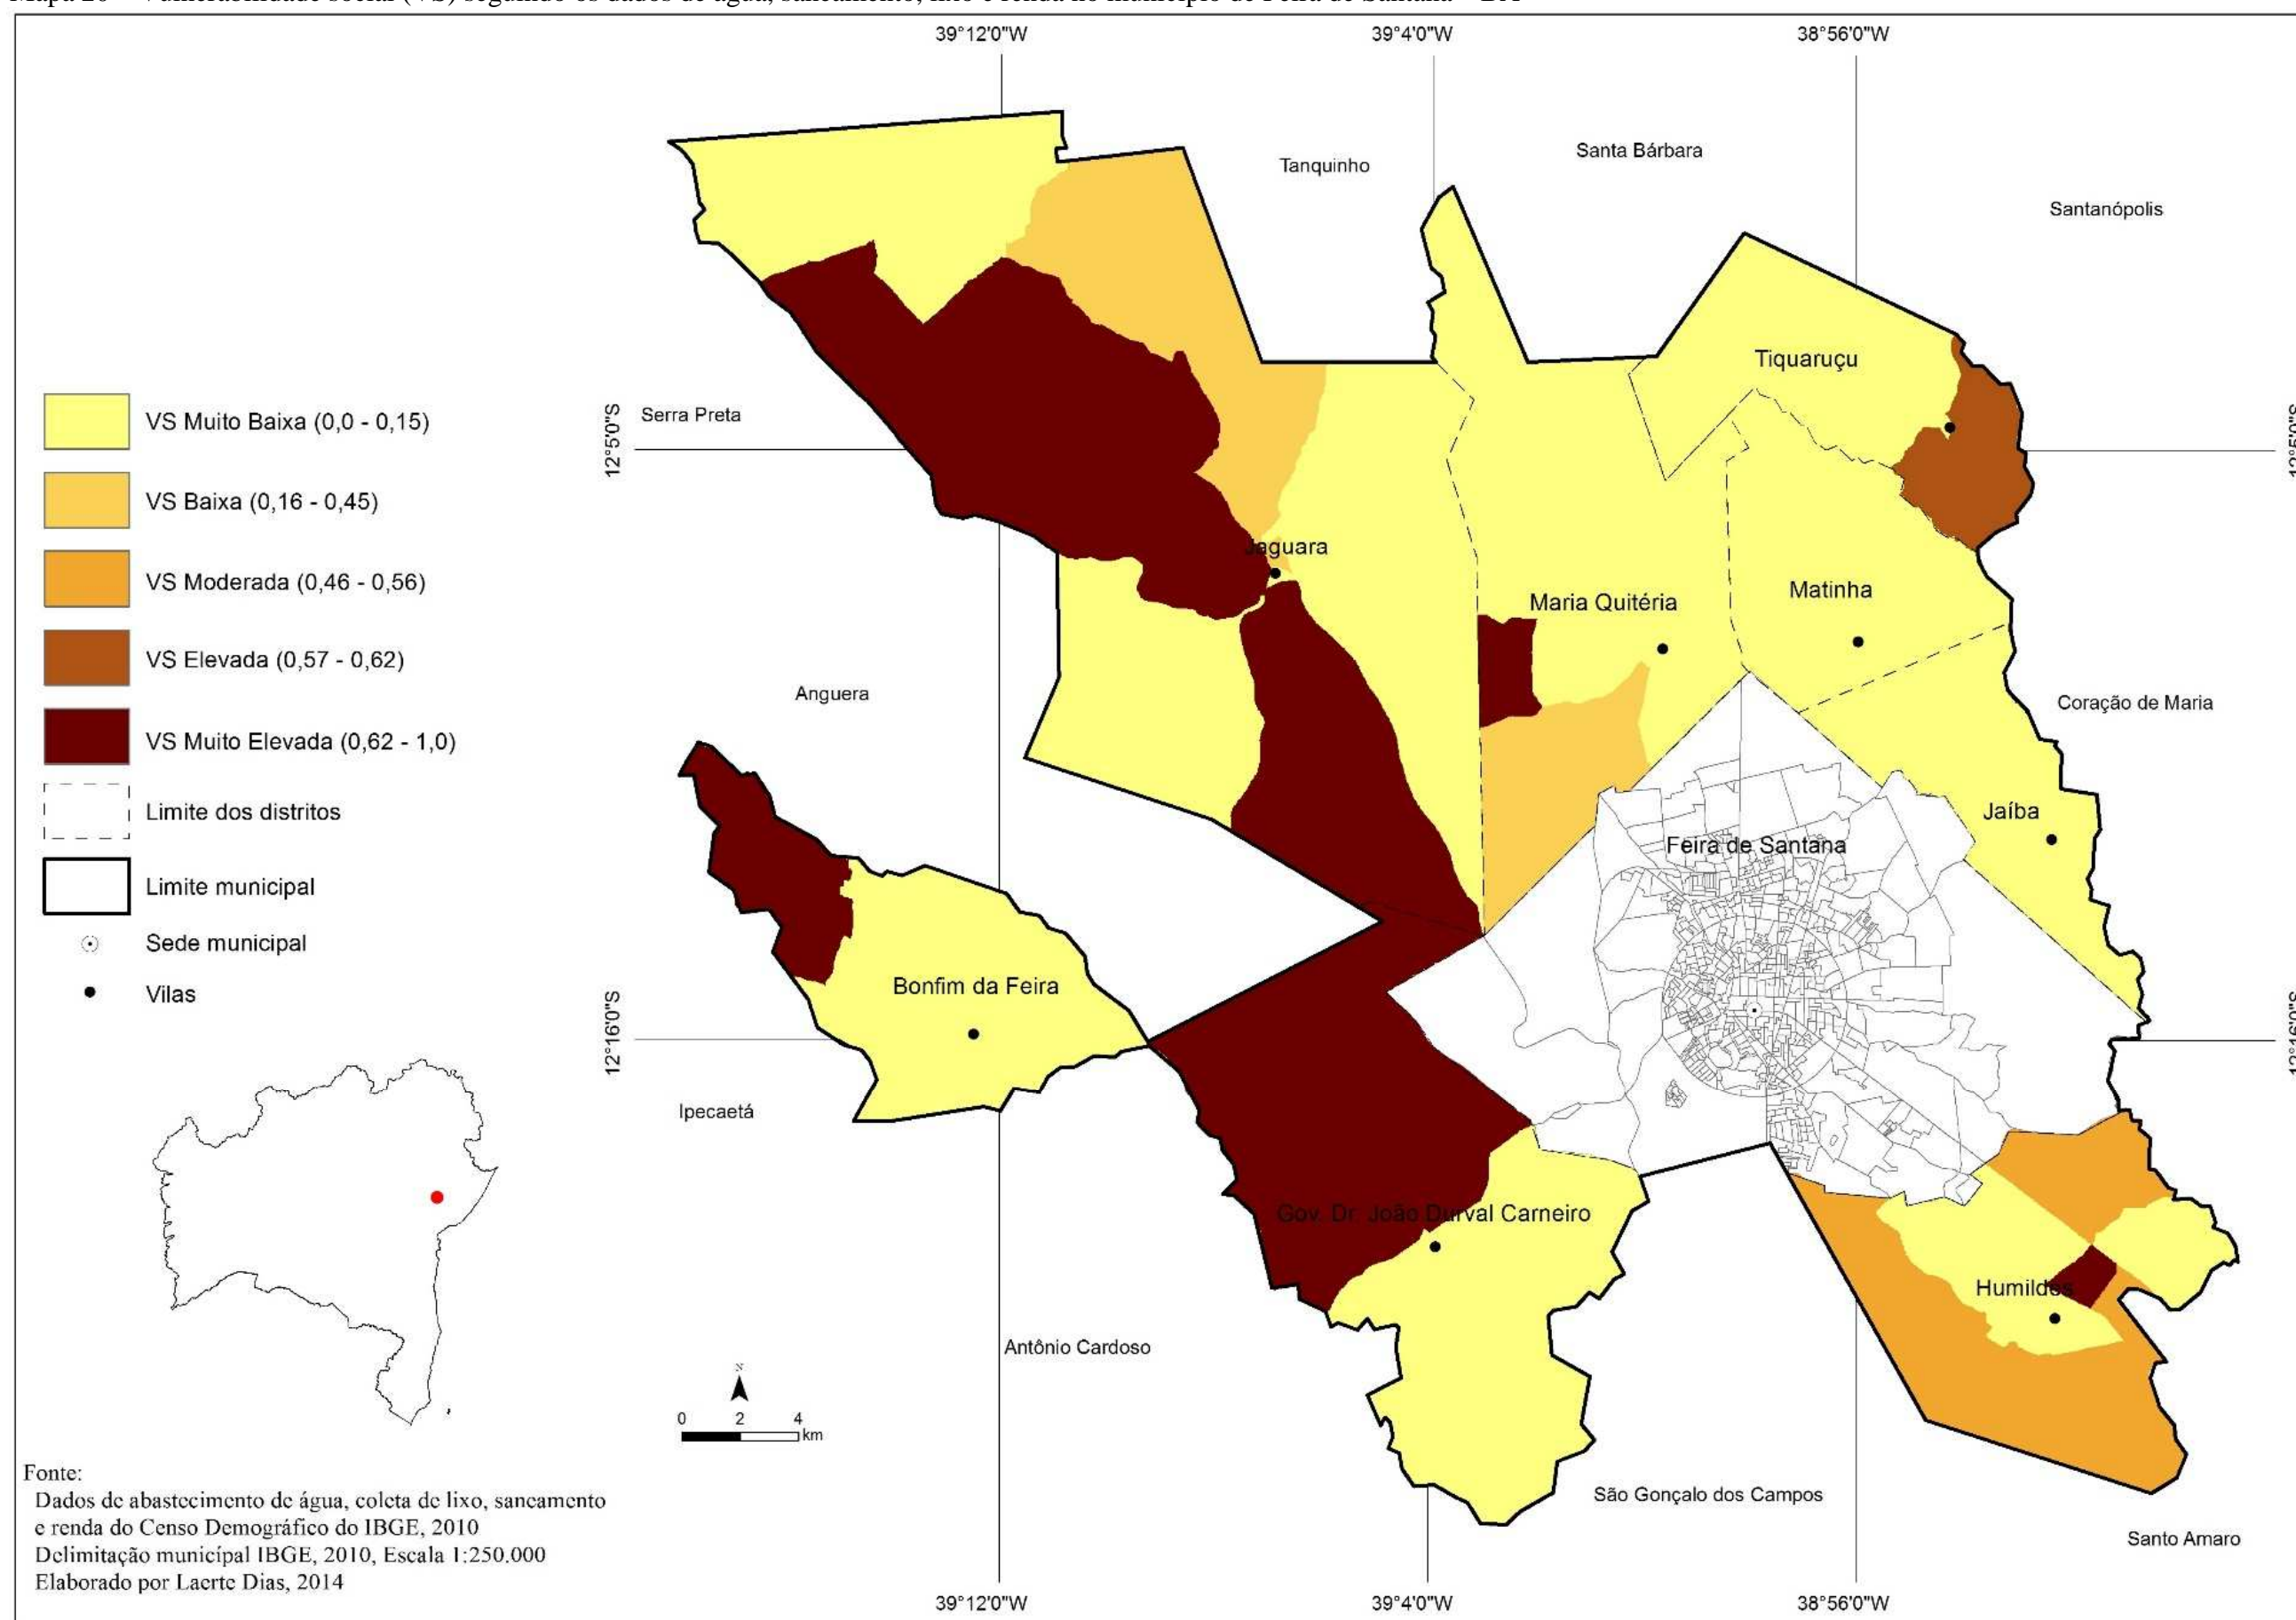 39°12'0"W
39°4'0"W
38°56'0"W
Tanquinho
Santa Bárbara
Santanópolis
Tiquaruçu
Serra Preta
12°5'0"S
12°5'0"S
VS Muito Baixa (0,0 - 0,15)
VS Baixa (0,16 - 0,45)
VS Moderada (0,46 - 0,56)
VS Elevada (0,57 - 0,62)
VS Muito Elevada (0,62 - 1,0)
Limite dos distritos
Limite municipal
Sede municipal
Vilas
Jaguara
Maria Quitéria
Matinha
Anguera
Coração de Maria
Jaíba
Feira de Santana
Bonfim da Feira
12°16'0"S
12°16'0"S
Ipecaetá
Gov. Dr. João Durval Carneiro
Humildes
Antônio Cardoso
N
0 2 4
km
São Gonçalo dos Campos
Santo Amaro
Fonte:
Dados de abastecimento de água, coleta de lixo, saneamento
e renda do Censo Demográfico do IBGE, 2010
Delimitação municípal IBGE, 2010, Escala 1:250.000
Elaborado por Laerte Dias, 2014
39°12'0"W
39°4'0"W
38°56'0"W